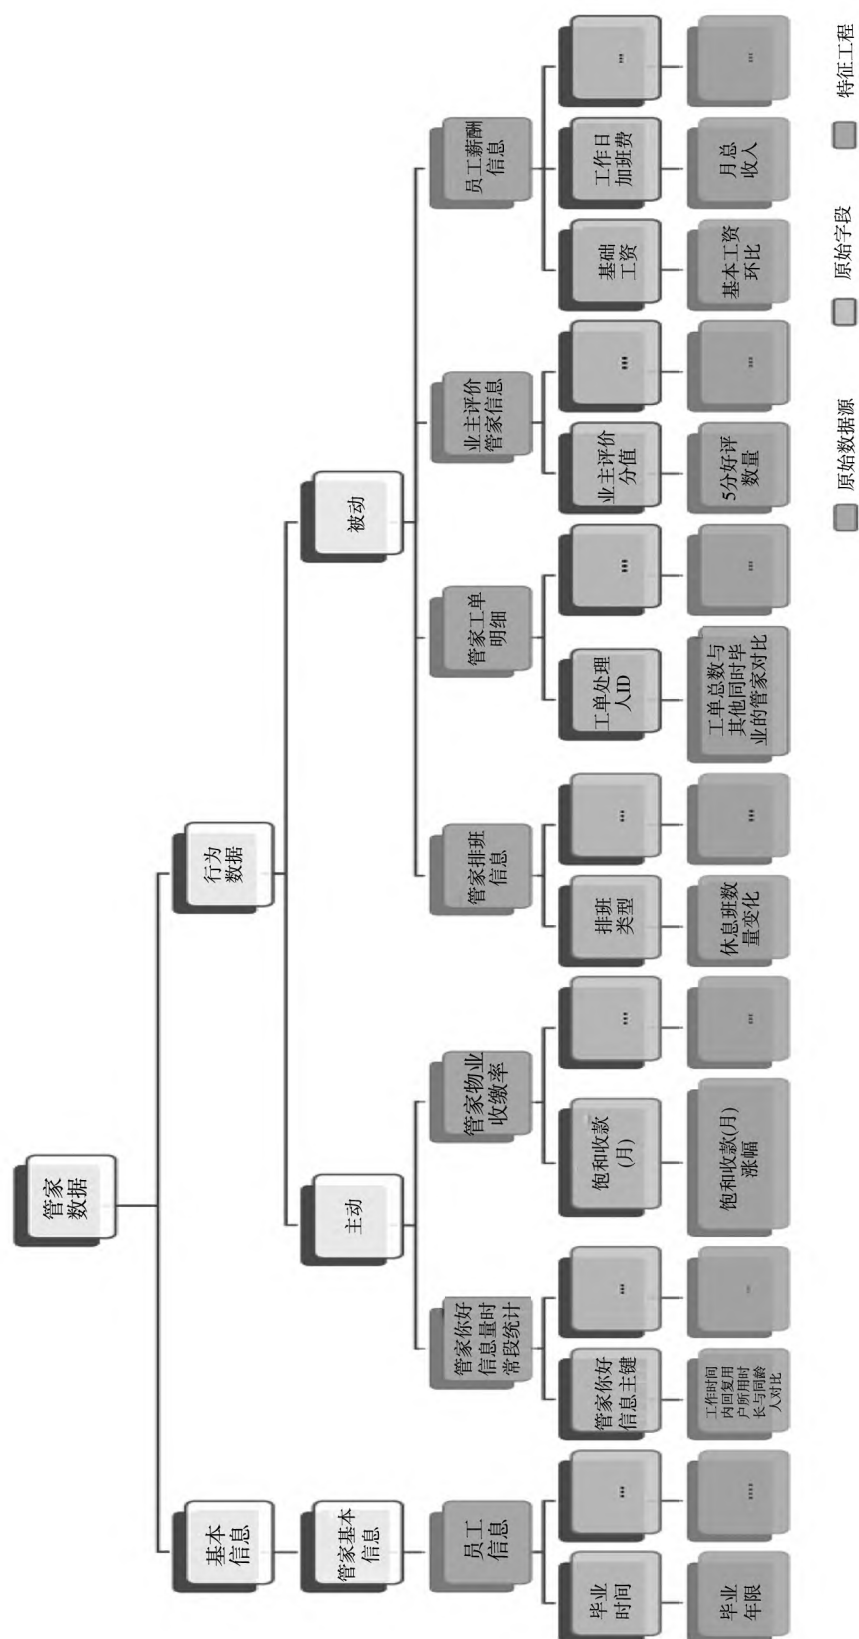 管家
数据
基本
信息
行为
数据
管家基本
信息
主动
被动
员工
信息
管家你好
信息量时
常段统计
管家物业
收缴率
管家排班
信息
管家工单
明细
业主评价
管家信息
员工薪酬
信息
毕业
时间
...
管家你好
信息主键
...
饱和收款
(月)
...
排班
类型
...
工单处理
人ID
...
业主评价
分值
...
基础
工资
工作日
加班费
...
毕业
年限
....
工作时间
内回复用
户所用时
长与同龄
人对比
...
饱和收款(月)
涨幅
...
休息班数
量变化
...
工单总数与
其他同时毕
业的管家对比
...
5分好评
数量
...
基本工资
环比
月总
收入
...
原始数据源
原始字段
特征工程